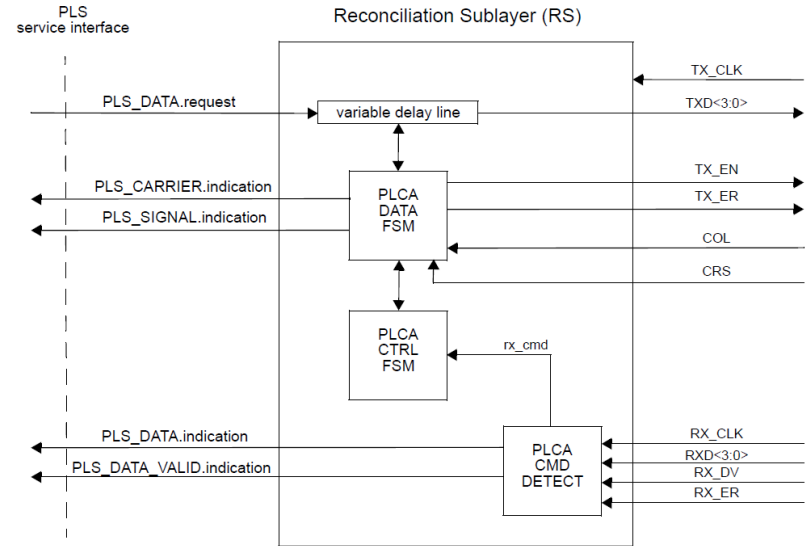 PLS
service interface
Reconciliation Sublayer (RS)
TX_CLK
PLS_DATA.request
variable delay line
TXD<3:0>
PLS_CARRIER.indication
PLCA
DATA
FSM
TX_EN
TX_ER
PLS_SIGNAL.indication
COL
CRS
PLCA
CTRL
FSM
rx_cmd
PLS_DATA.indication
PLS_DATA_VALID.indication
PLCA
CMD
DETECT
RX_CLK
RXD<3:0>
RX_DV
RX_ER